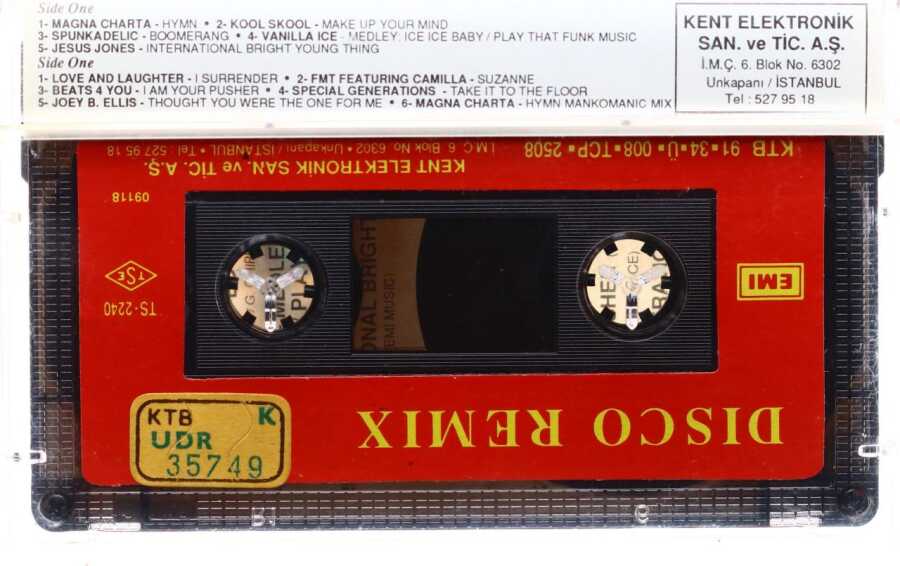 Side One
1- MAGNA CHARTA - HYMN * 2- KOOL SKOOL - MAKE UP YOUR MIND
3- SPUNKADELIC - BOOMERANG * 4- VANILLA ICE - MEDLEY: ICE ICE BABY / PLAY THAT FUNK MUSIC
5- JESUS JONES - INTERNATIONAL BRIGHT YOUNG THING
Side One
1- LOVE AND LAUGHTER - I SURRENDER * 2- FMT FEATURING CAMILLA - SUZANNE
3- BEATS 4 YOU - I AM YOUR PUSHER * 4- SPECIAL GENERATIONS - TAKE IT TO THE FLOOR
5- JOEY B. ELLIS - THOUGHT YOU WERE THE ONE FOR ME * 6- MAGNA CHARTA - HYMN MANKOMANIC MIX
KENT ELEKTRONİK
SAN. ve TİC. A.Ş.
İ.M.Ç. 6. Blok No. 6302
Unkapanı / İSTANBUL
Tel : 527 95 18
DISCO REMIX
KTB K
UDR
35749
EMI
TSE
TS-2240
ONAL BRIGHT
EMI MUSIC)
09118
KENT ELEKTRONİK SAN. ve TİC. A.Ş.
İ.M.Ç. 6. Blok No. 6302 Unkapanı / İSTANBUL • Tel. 527 95 18
KTB 91▪34▪Ü▪008▪TCP▪2508